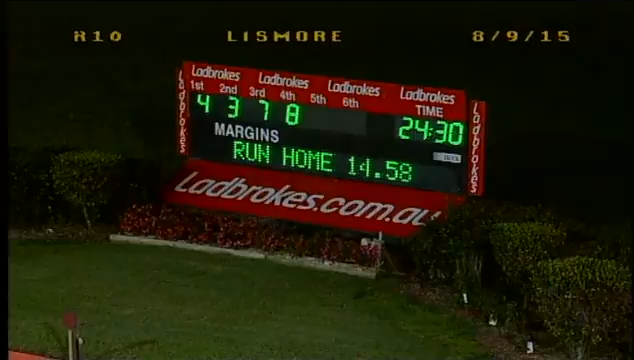 R10 LISMORE 8/9/15
Ladbrokes Ladbrokes Ladbrokes Ladbrokes
1st 2nd 3rd 4th 5th 6th TIME
4 3 7 8 24:30
MARGINS
RUN HOME 14.58
Ladbrokes
Ladbrokes
Ladbrokes.com.au